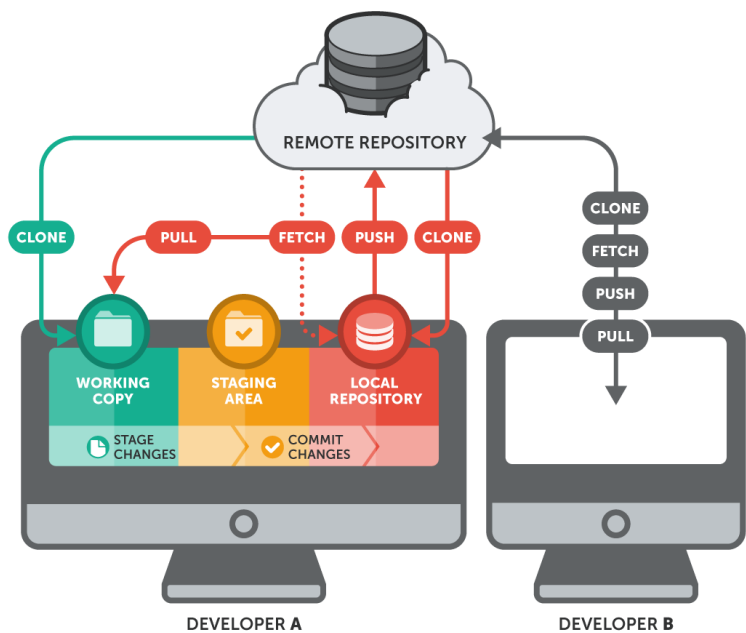 REMOTE REPOSITORY
CLONE
PULL
FETCH
PUSH
CLONE
CLONE
FETCH
PUSH
PULL
WORKING
COPY
STAGING
AREA
LOCAL
REPOSITORY
STAGE
CHANGES
COMMIT
CHANGES
DEVELOPER A
DEVELOPER B